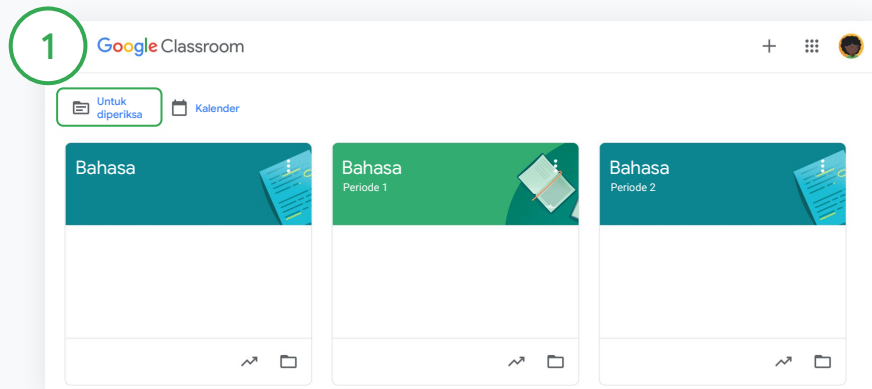 1
Google Classroom
Untuk
diperiksa
Kalender
Bahasa
Bahasa
Periode 1
Bahasa
Periode 2